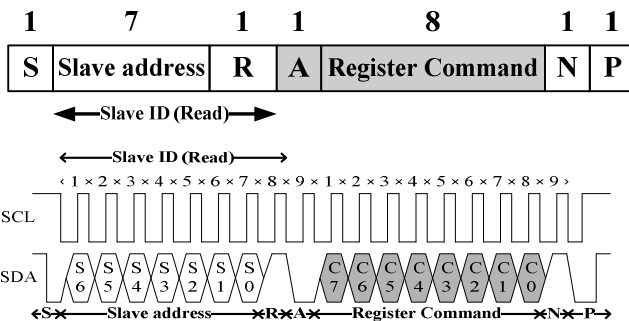 1 7 1 1 8 1 1
S Slave address R A Register Command N P
Slave ID (Read)
Slave ID (Read)
1 2 3 4 5 6 7 8 9 1 2 3 4 5 6 7 8 9
SCL
SDA S6 S5 S4 S3 S2 S1 S0 C7 C6 C5 C4 C3 C2 C1 C0
S Slave address R A Register Command N P